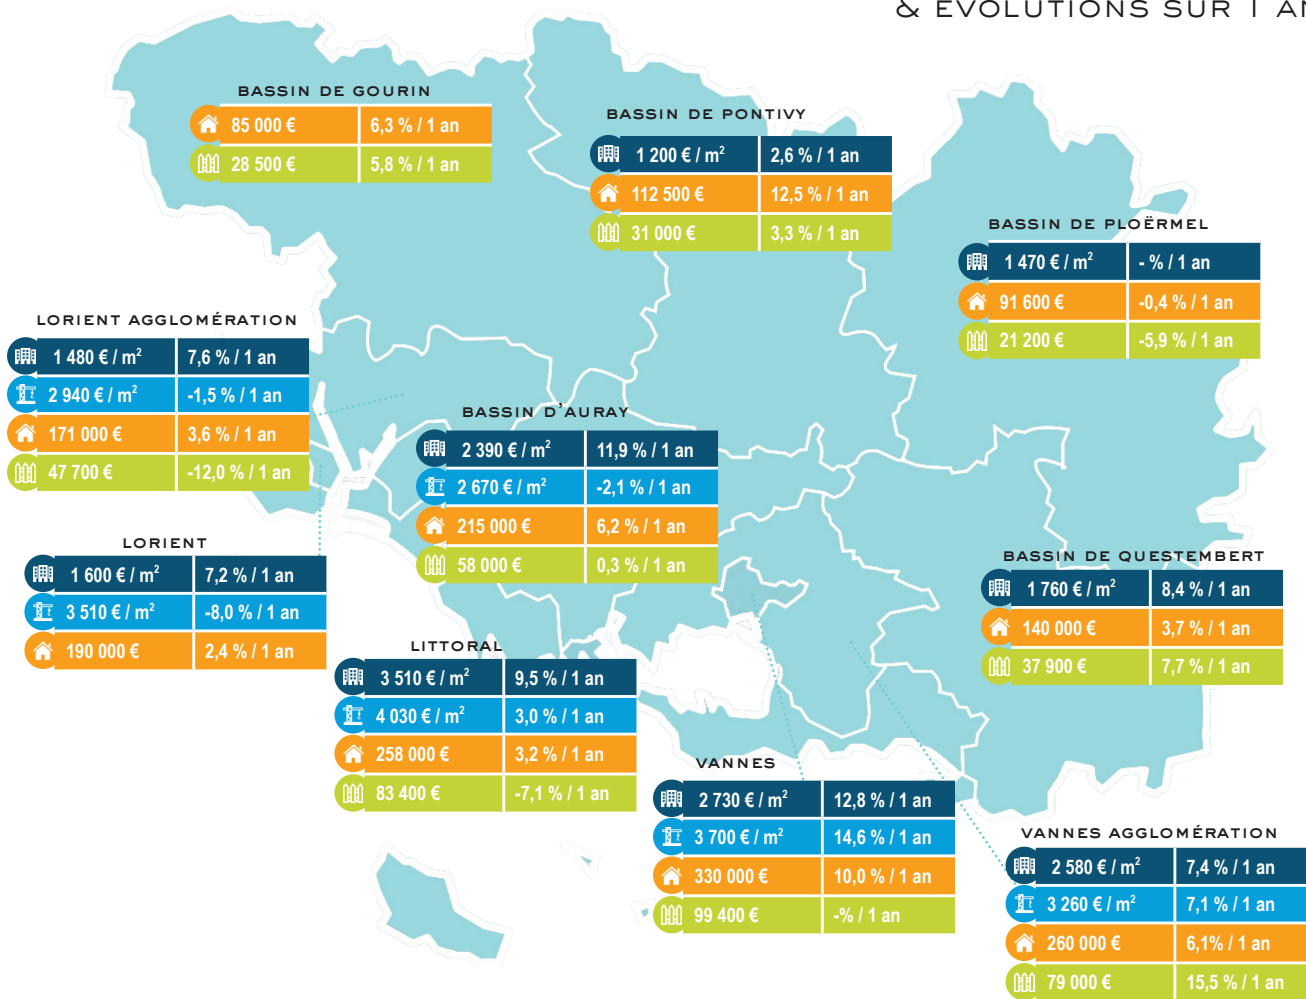 & ÉVOLUTIONS SUR 1 AN
BASSIN DE GOURIN
85 000 € 6,3 % / 1 an
28 500 € 5,8 % / 1 an
BASSIN DE PONTIVY
1 200 € / m² 2,6 % / 1 an
112 500 € 12,5 % / 1 an
31 000 € 3,3 % / 1 an
BASSIN DE PLOËRMEL
1 470 € / m² - % / 1 an
91 600 € -0,4 % / 1 an
21 200 € -5,9 % / 1 an
LORIENT AGGLOMÉRATION
1 480 € / m² 7,6 % / 1 an
2 940 € / m² -1,5 % / 1 an
171 000 € 3,6 % / 1 an
47 700 € -12,0 % / 1 an
BASSIN D'AURAY
2 390 € / m² 11,9 % / 1 an
2 670 € / m² -2,1 % / 1 an
215 000 € 6,2 % / 1 an
58 000 € 0,3 % / 1 an
LORIENT
1 600 € / m² 7,2 % / 1 an
3 510 € / m² -8,0 % / 1 an
190 000 € 2,4 % / 1 an
BASSIN DE QUESTEMBERT
1 760 € / m² 8,4 % / 1 an
140 000 € 3,7 % / 1 an
37 900 € 7,7 % / 1 an
LITTORAL
3 510 € / m² 9,5 % / 1 an
4 030 € / m² 3,0 % / 1 an
258 000 € 3,2 % / 1 an
83 400 € -7,1 % / 1 an
VANNES
2 730 € / m² 12,8 % / 1 an
3 700 € / m² 14,6 % / 1 an
330 000 € 10,0 % / 1 an
99 400 € -% / 1 an
VANNES AGGLOMÉRATION
2 580 € / m² 7,4 % / 1 an
3 260 € / m² 7,1 % / 1 an
260 000 € 6,1% / 1 an
79 000 € 15,5 % / 1 an